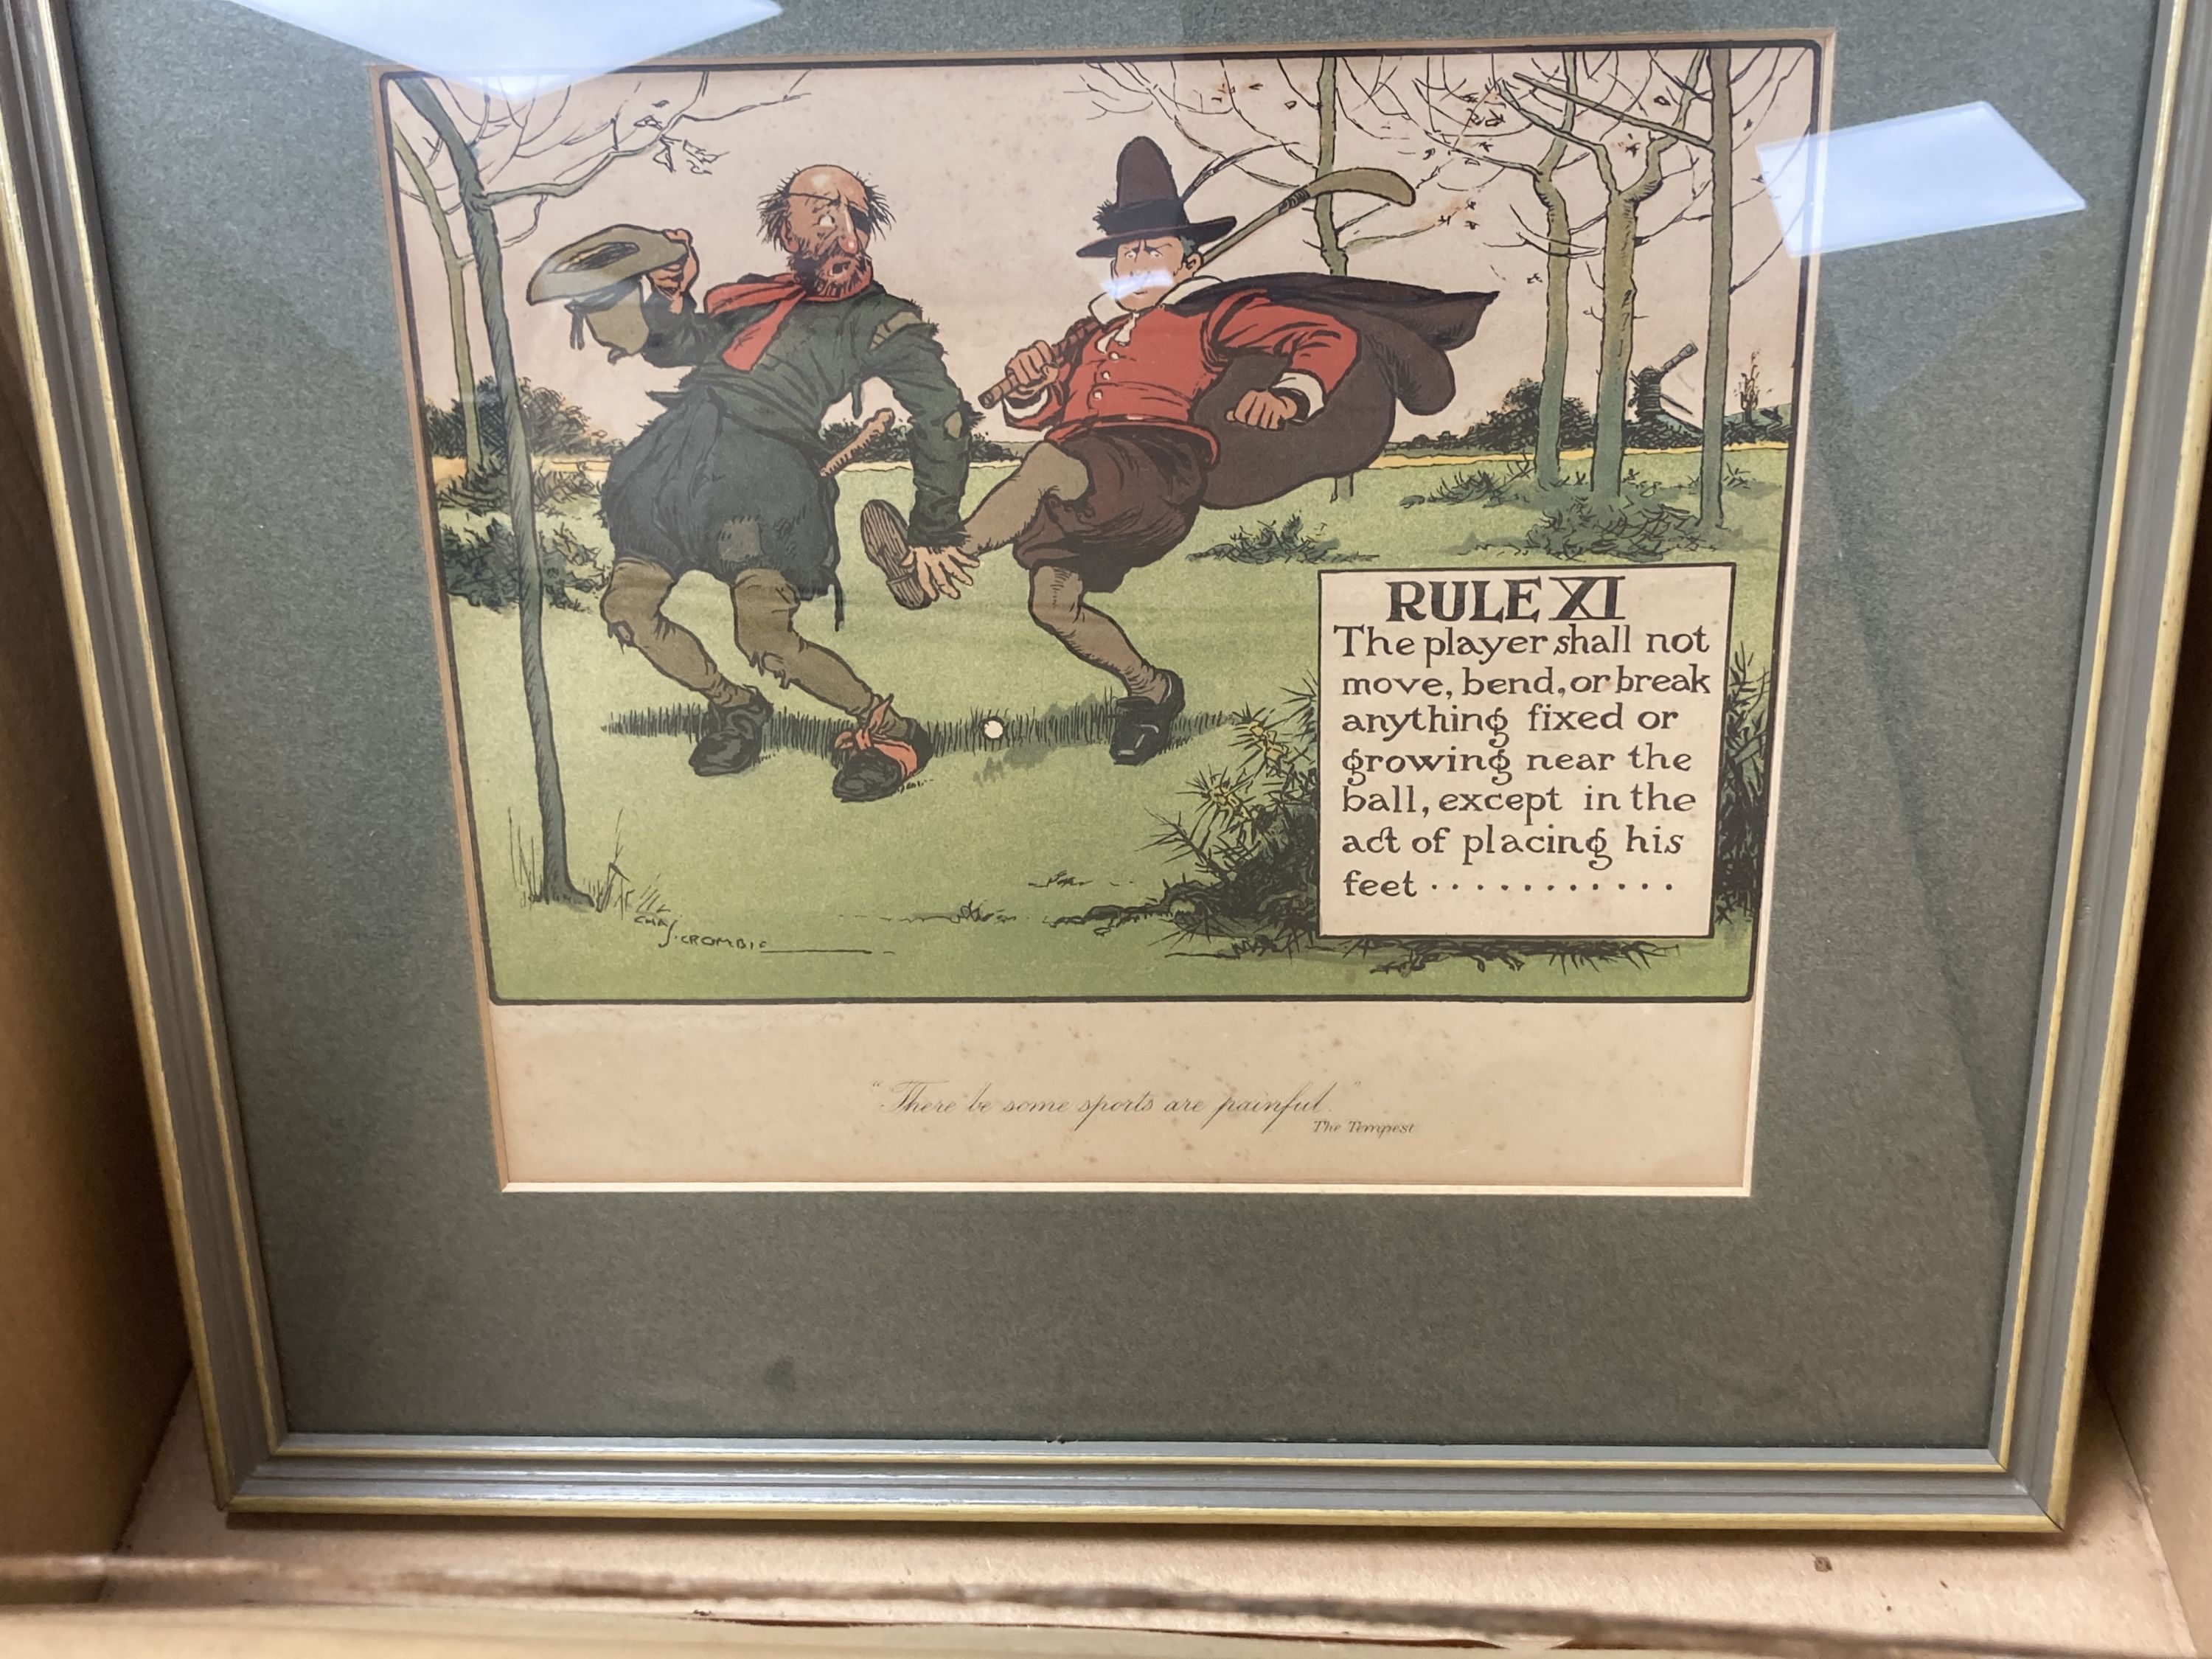 RULE XI
The player shall not
move, bend, or break
anything fixed or
growing near the
ball, except in the
act of placing his
feet . . . . . . . . . . . .
CHAS. CROMBIE
"There be some sports are painful."
The Tempest